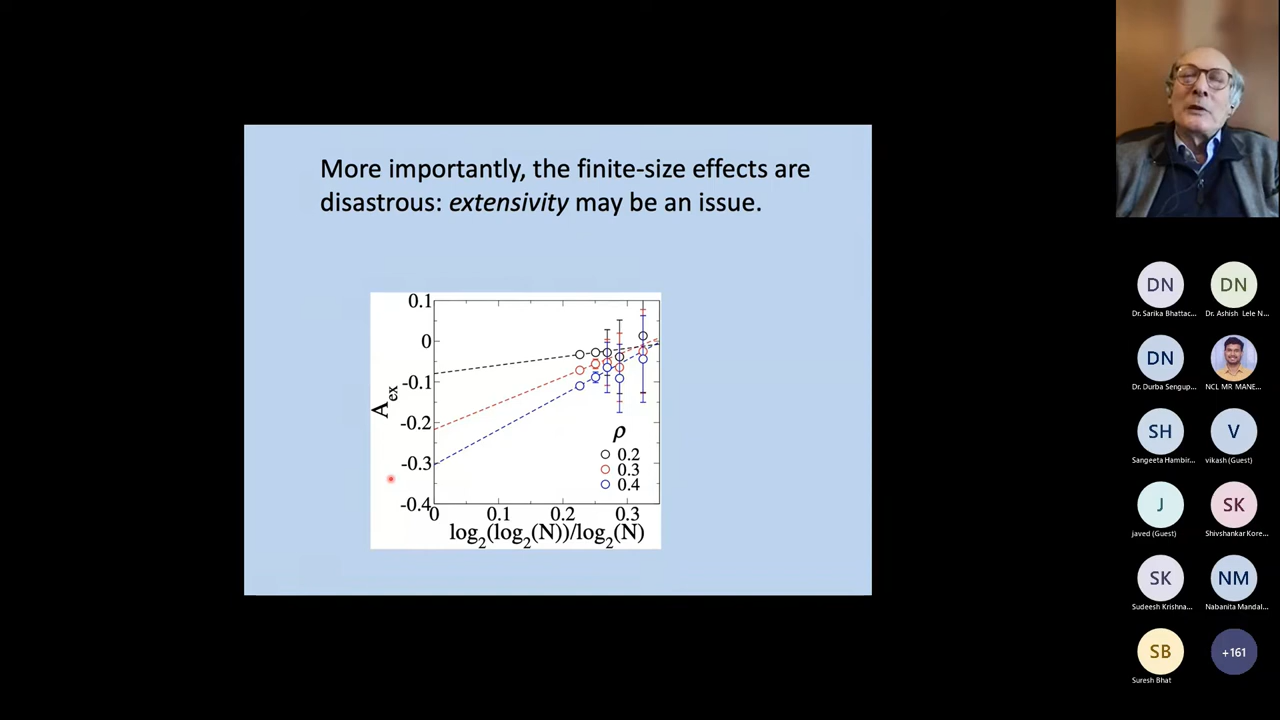 More importantly, the finite-size effects are
disastrous: extensivity may be an issue.
0.1
0
-0.1
-0.2
-0.3
-0.4
A_ex
ρ
0.2
0.3
0.4
0
0.1
0.2
0.3
log₂(log₂(N))/log₂(N)
DN
DN
Dr. Sarika Bhattac...
Dr. Ashish Lele N...
DN
Dr. Durba Sengup...
NCL MR MANE...
SH
V
Sangeeta Hambir...
vikash (Guest)
J
SK
javed (Guest)
Shivshankar Kore...
SK
NM
Sudeesh Krishna...
Nabanita Mandal...
SB
+161
Suresh Bhat